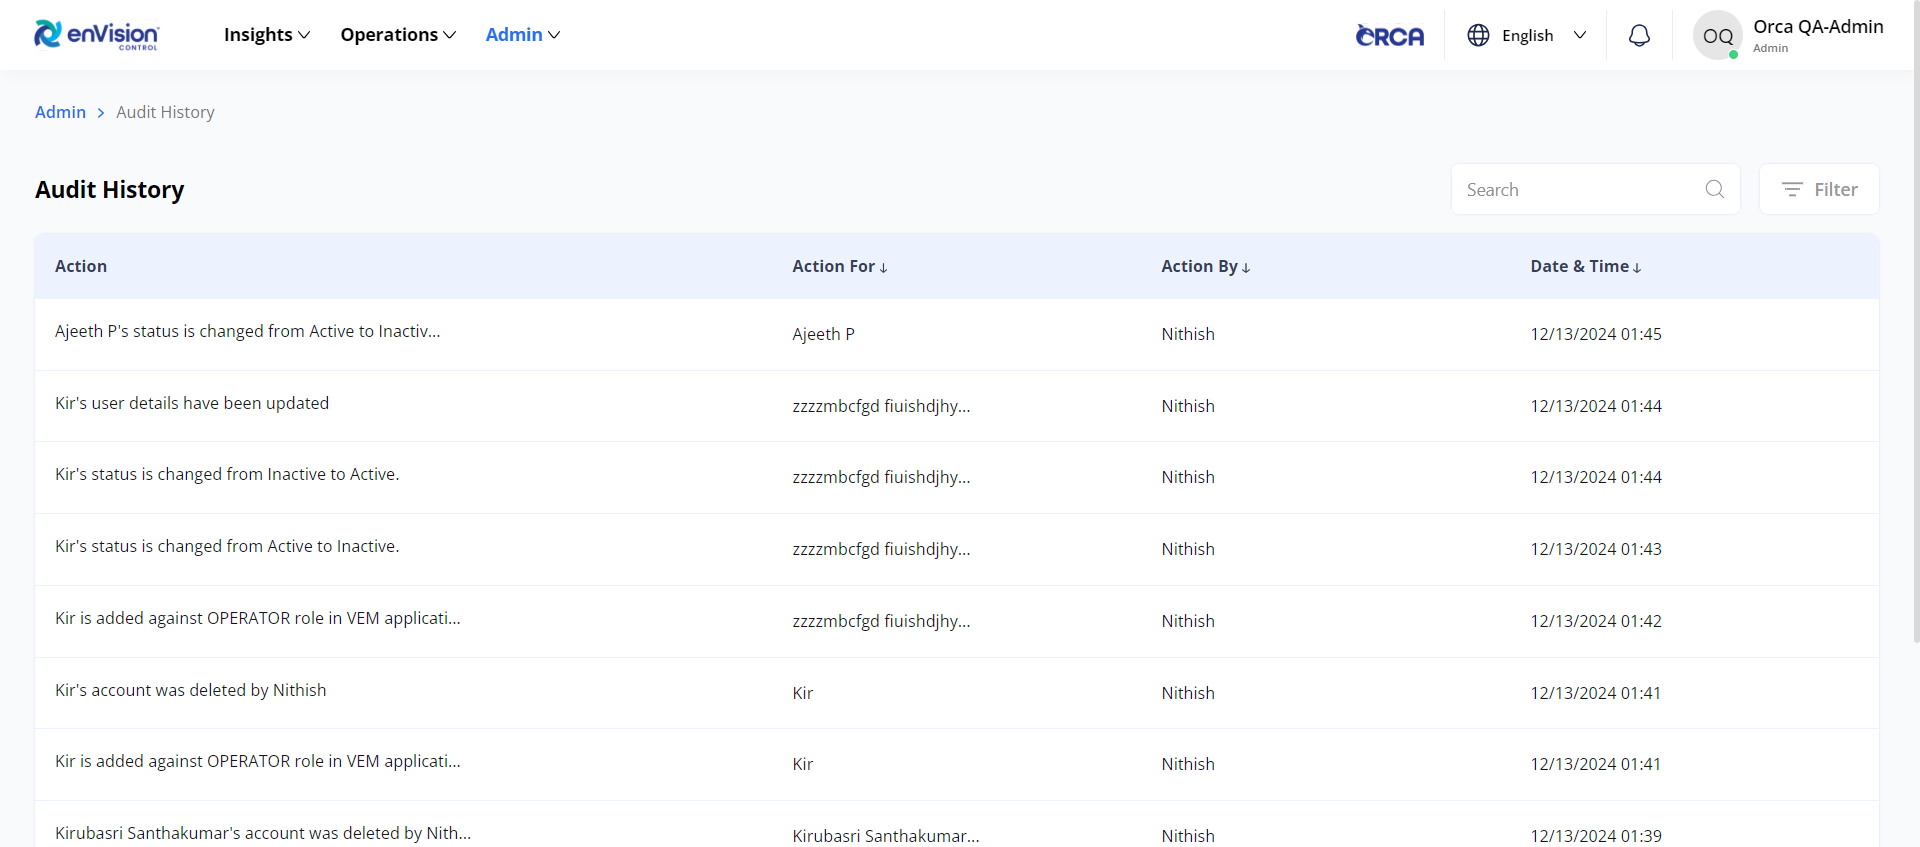 enVision CONTROL Insights Operations Admin ORCA English OQ Orca QA-Admin
Admin
Admin > Audit History
Audit History Search Filter
Action Action For ↓ Action By ↓ Date & Time ↓
Ajeeth P's status is changed from Active to Inactiv... Ajeeth P Nithish 12/13/2024 01:45
Kir's user details have been updated zzzzmbcfgd fiuishdjhy... Nithish 12/13/2024 01:44
Kir's status is changed from Inactive to Active. zzzzmbcfgd fiuishdjhy... Nithish 12/13/2024 01:44
Kir's status is changed from Active to Inactive. zzzzmbcfgd fiuishdjhy... Nithish 12/13/2024 01:43
Kir is added against OPERATOR role in VEM applicati... zzzzmbcfgd fiuishdjhy... Nithish 12/13/2024 01:42
Kir's account was deleted by Nithish Kir Nithish 12/13/2024 01:41
Kir is added against OPERATOR role in VEM applicati... Kir Nithish 12/13/2024 01:41
Kirubasri Santhakumar's account was deleted by Nith... Kirubasri Santhakumar... Nithish 12/13/2024 01:39